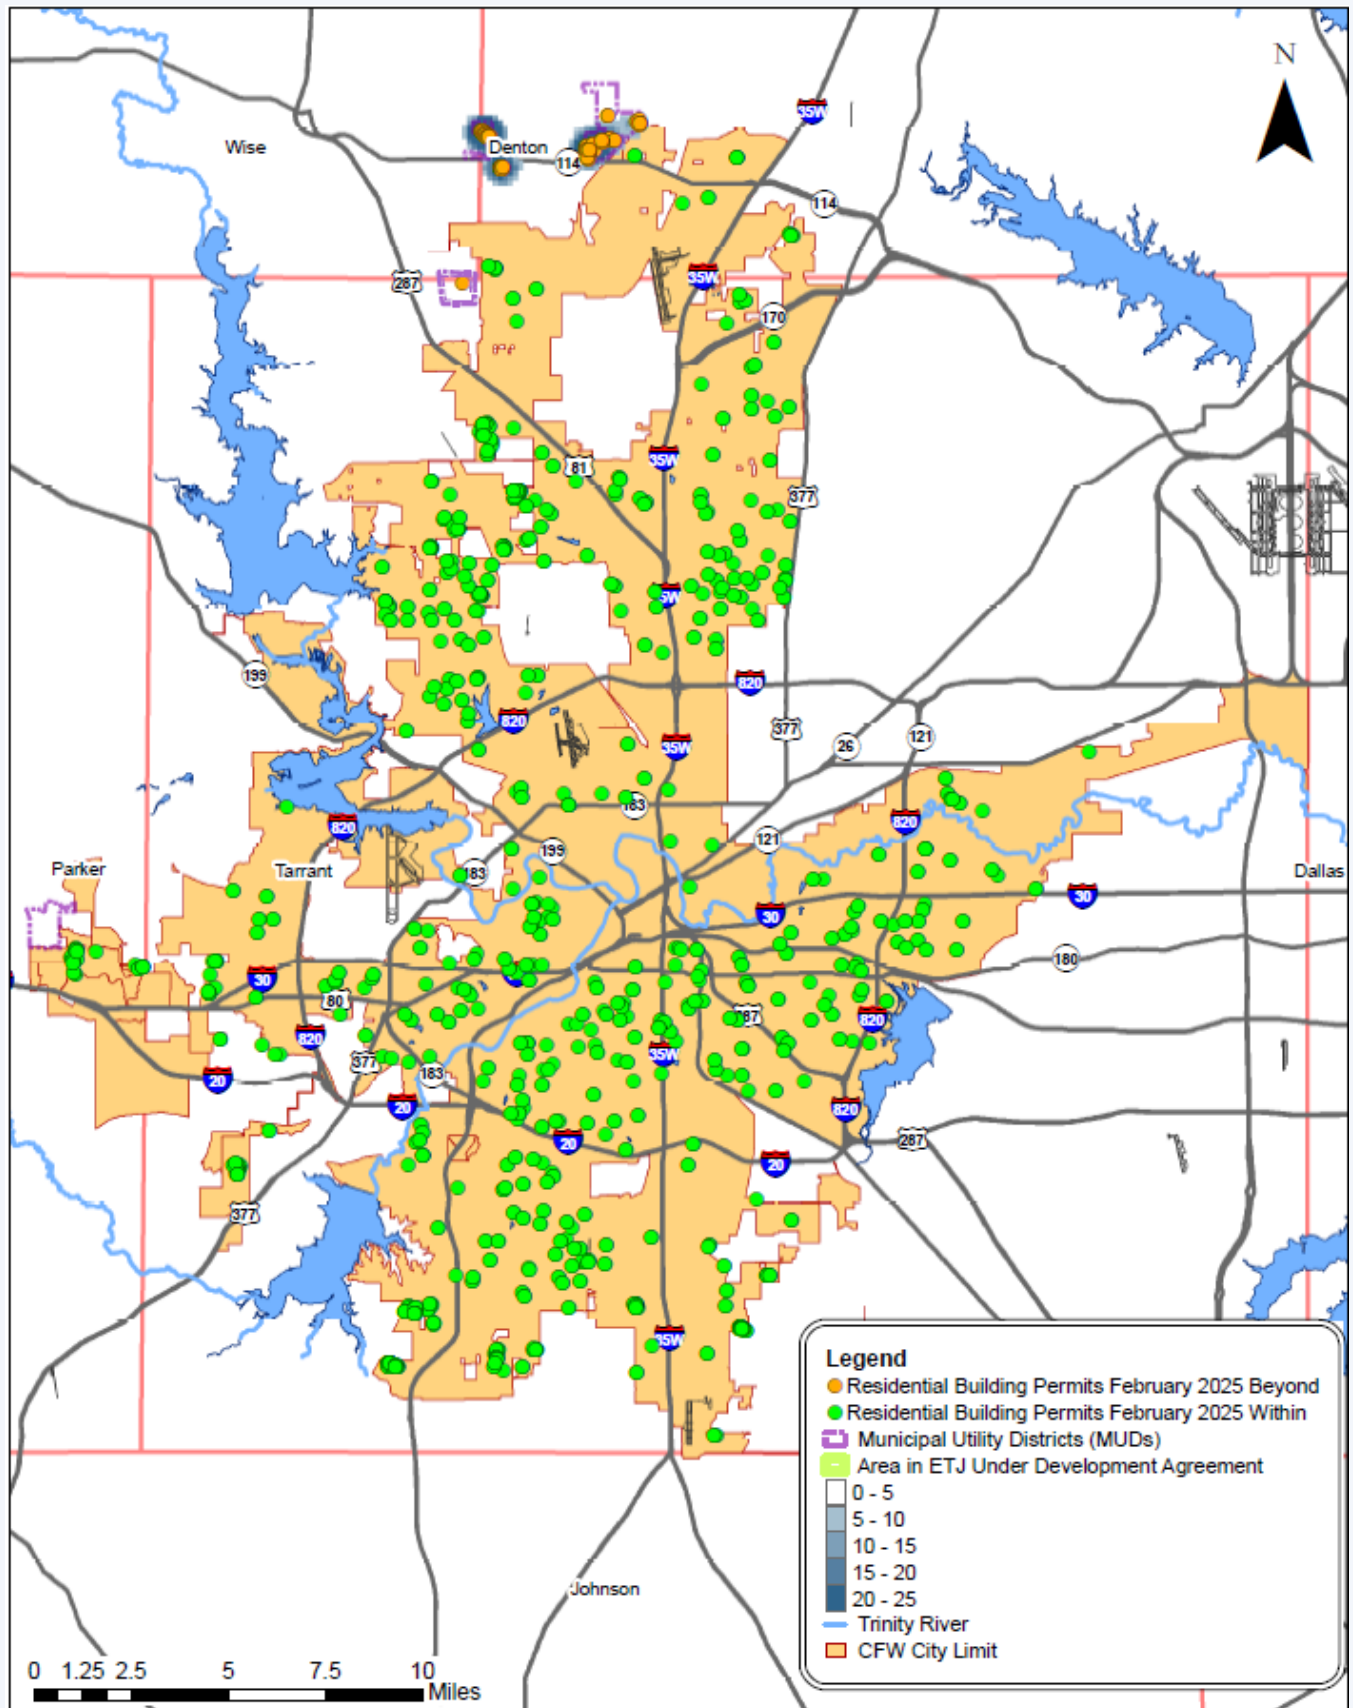 N
35W
Wise
Denton
114
114
287
35W
170
81
35W
377
5W
199
820
820
377
35W
26
121
183
820
820
121
199
183
Parker
Tarrant
Dallas
30
30
180
30
80
87
820
820
35W
377
183
20
20
820
287
20
20
377
35W
Legend
Residential Building Permits February 2025 Beyond
Residential Building Permits February 2025 Within
Municipal Utility Districts (MUDs)
Area in ETJ Under Development Agreement
0 - 5
5 - 10
10 - 15
15 - 20
20 - 25
Trinity River
CFW City Limit
Johnson
0 1.25 2.5 5 7.5 10
Miles